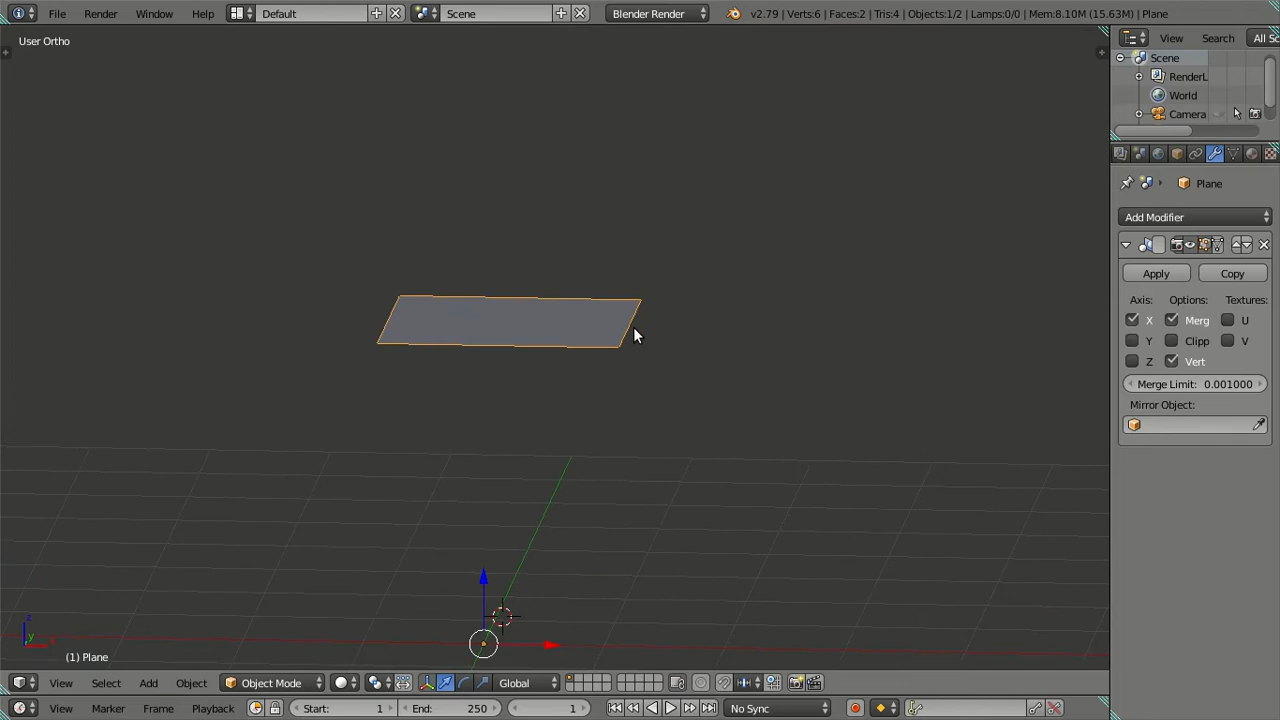 File Render Window Help Default Scene Blender Render v2.79 | Verts:6 | Faces:2 | Tris:4 | Objects:1/2 | Lamps:0/0 | Mem:8.10M (15.63M) | Plane
User Ortho
View Search All Sc
Scene
RenderL
World
Camera
Plane
Add Modifier
Apply Copy
Axis: Options: Textures:
X Merg U
Y Clipp V
Z Vert
Merge Limit: 0.001000
Mirror Object:
z
y
x
(1) Plane
View Select Add Object Object Mode Global
View Marker Frame Playback Start: 1 End: 250 1 No Sync